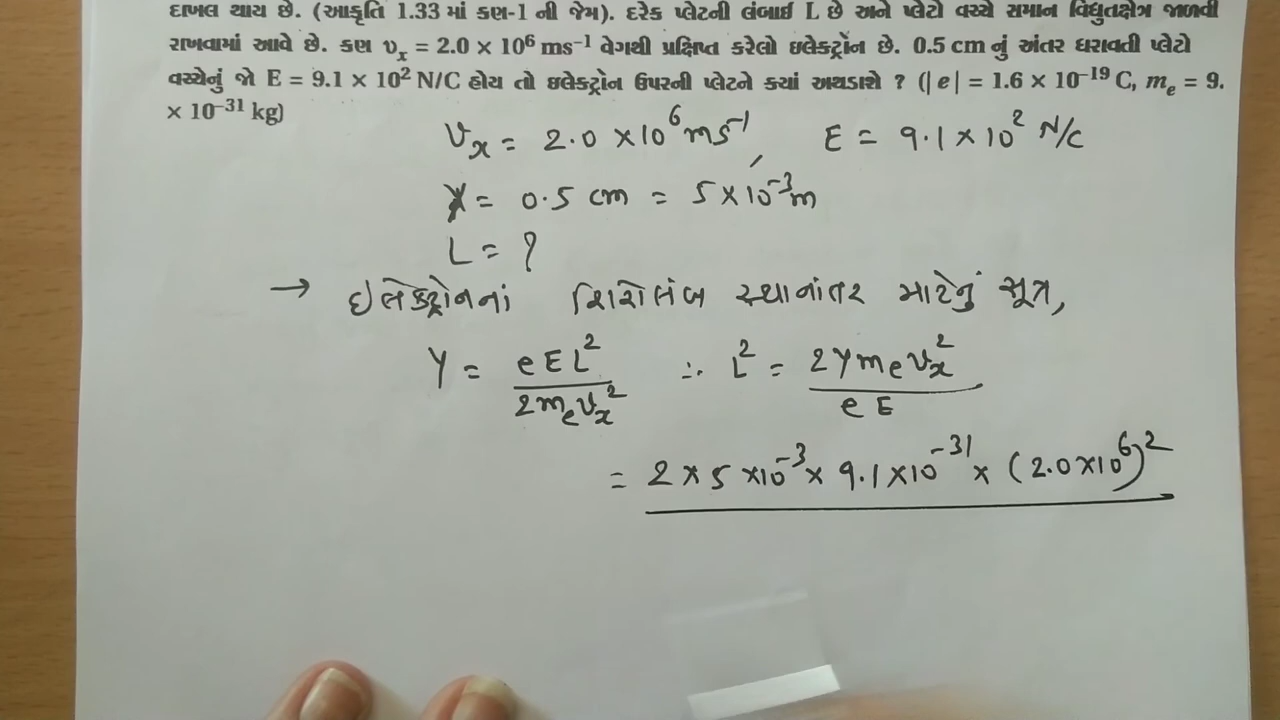 દાખલ થાય છે. (આકૃતિ 1.33 માં કણ-1 ની જેમ). દરેક પ્લેટની લંબાઈ L છે અને પ્લેટો વચ્ચે સમાન વિદ્યુતક્ષેત્ર જાળવી
રાખવામાં આવે છે. કણ υₓ = 2.0 × 10⁶ ms⁻¹ વેગથી પ્રક્ષિપ્ત કરેલો ઇલેક્ટ્રૉન છે. 0.5 cm નું અંતર ધરાવતી પ્લેટો
વચ્ચેનું જો E = 9.1 × 10² N/C હોય તો ઇલેક્ટ્રૉન ઉપરની પ્લેટને ક્યાં અથડાશે ? (|e| = 1.6 × 10⁻¹⁹ C, mₑ = 9.
× 10⁻³¹ kg)
υₓ = 2.0 × 10⁶ ms⁻¹, E = 9.1 × 10² N/C
Y = 0.5 cm = 5 × 10⁻³ m
L = ?
→ ઇલેક્ટ્રોનનાં શિરોલંબ સ્થાનાંતર માટેનું સૂત્ર,
Y = eEL² / 2mₑυₓ² ∴ L² = 2Ymₑυₓ² / eE
= 2 × 5 × 10⁻³ × 9.1 × 10⁻³¹ × (2.0 × 10⁶)²